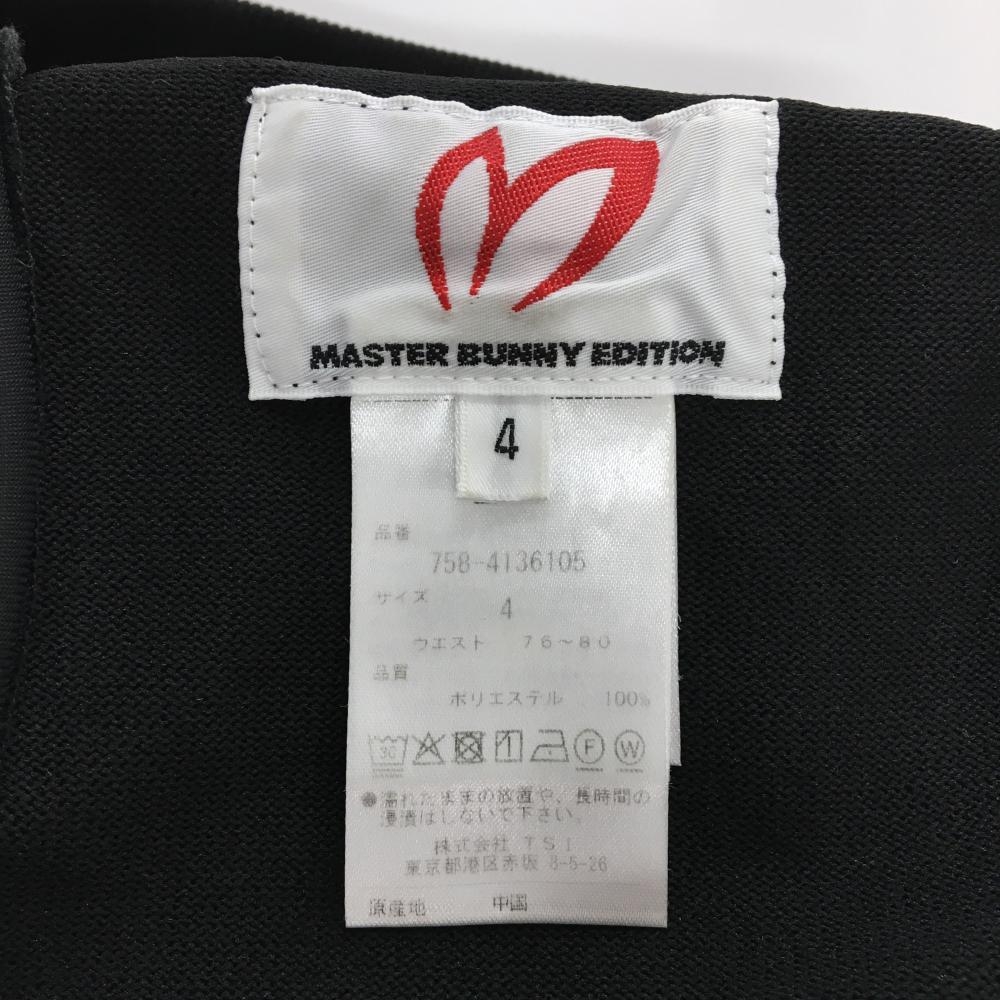 MASTER BUNNY EDITION
4
品番
758-4136105
サイズ
4
ウエスト 76~80
品質
ポリエステル 100%
30
F W
●濡れたままの放置や、長時間の
浸漬はしないで下さい。
株式会社 TSI
東京都港区赤坂 8-5-26
原産地 中国